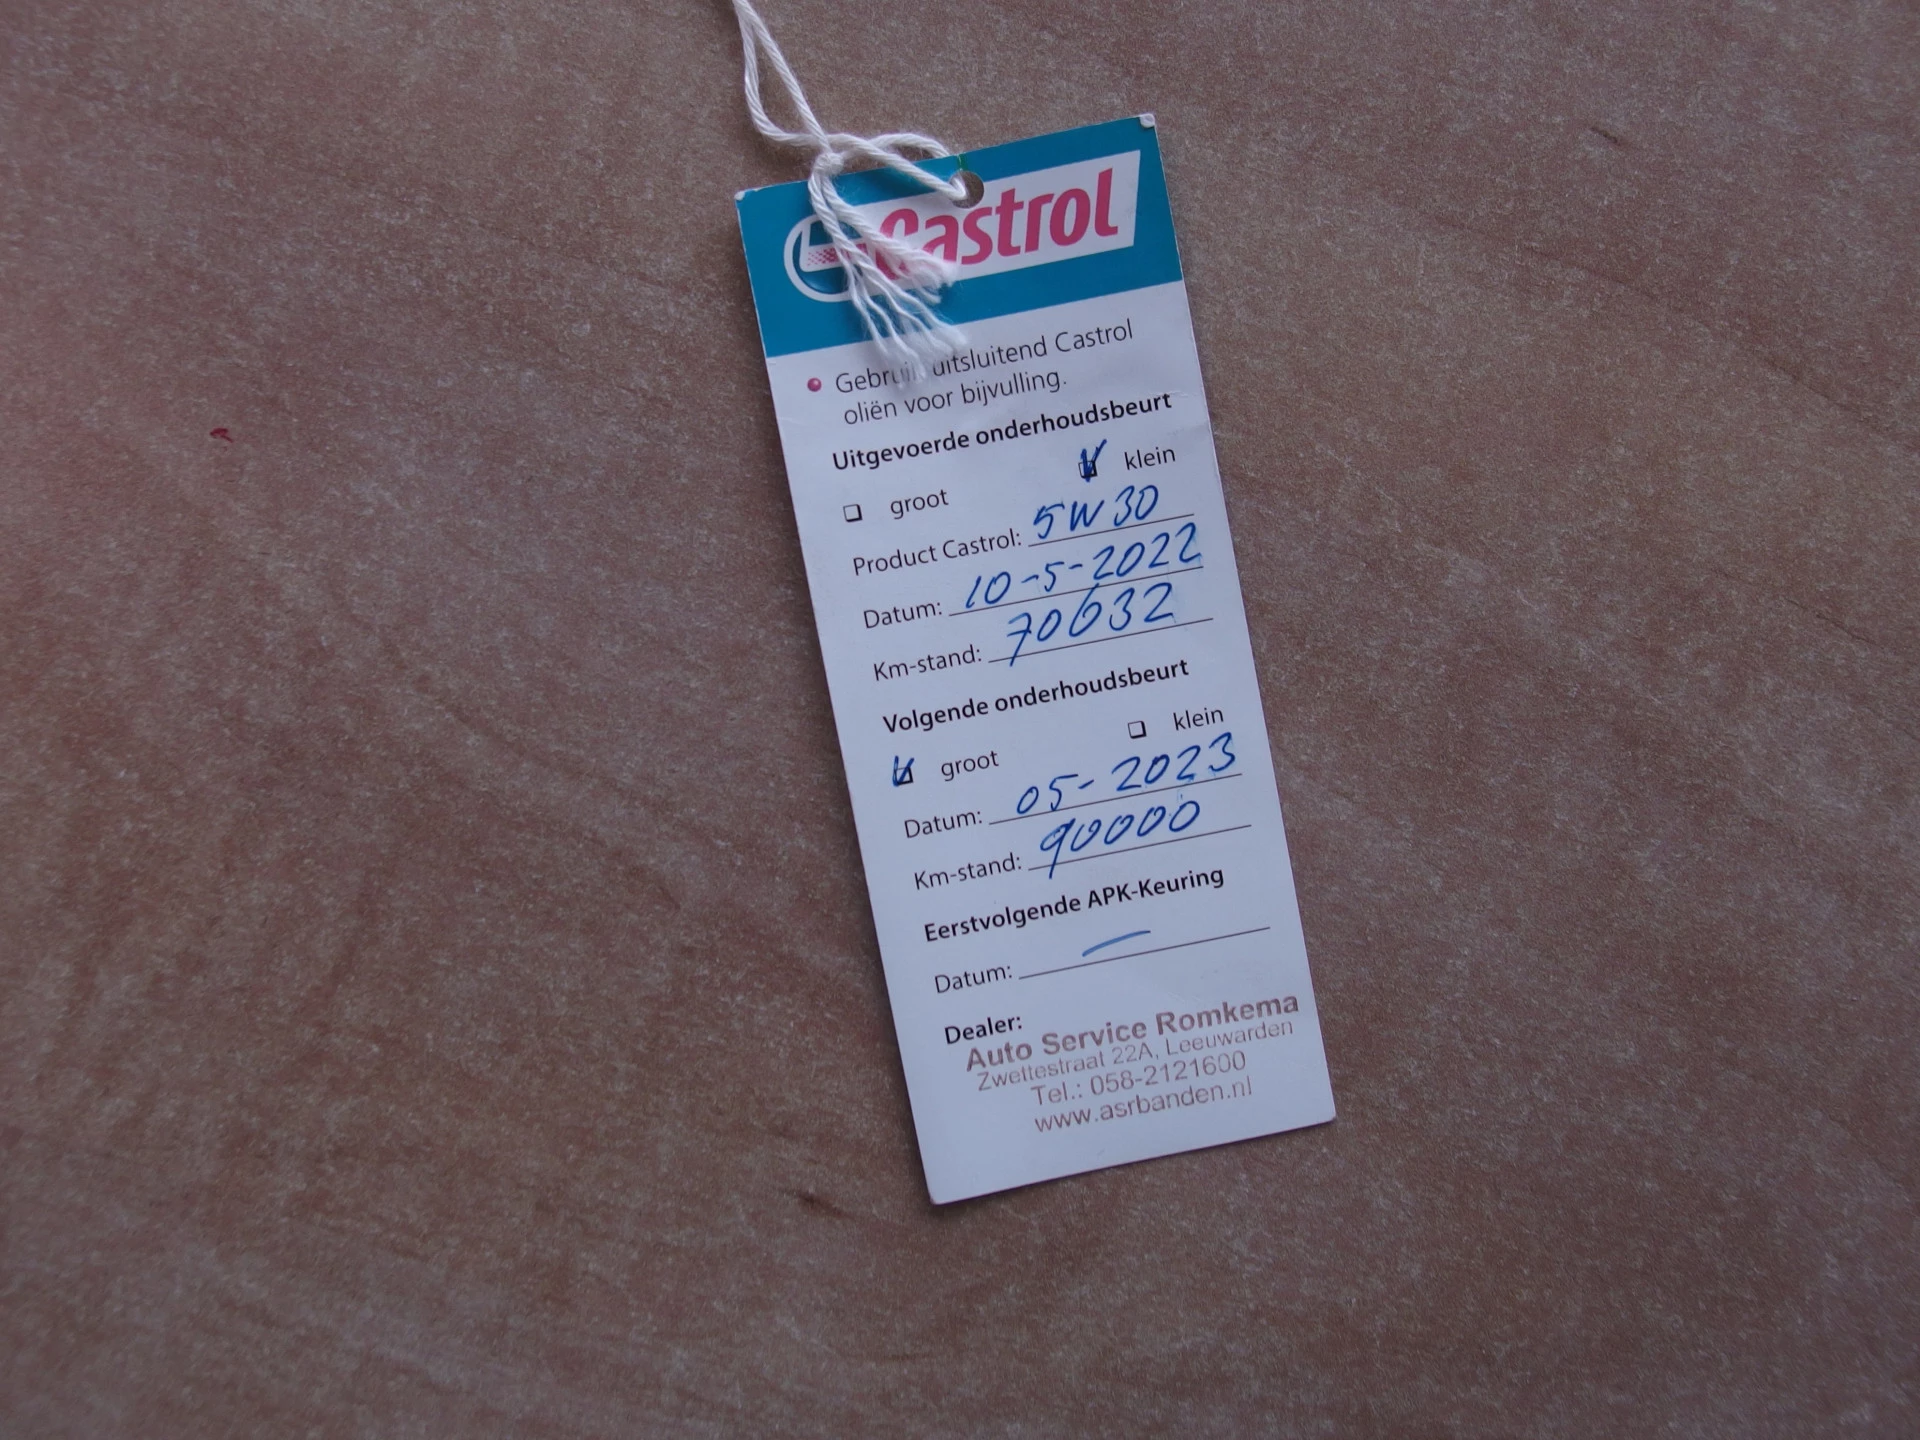 Castrol
Gebruik uitsluitend Castrol
oliën voor bijvulling.
Uitgevoerde onderhoudsbeurt
groot klein
Product Castrol: 5W30
Datum: 10-5-2022
Km-stand: 70632
Volgende onderhoudsbeurt
groot klein
Datum: 05-2023
Km-stand: 90000
Eerstvolgende APK-Keuring
Datum: —
Dealer:
Auto Service Romkema
Zwettestraat 22A, Leeuwarden
Tel.: 058-2121600
www.asrbanden.nl